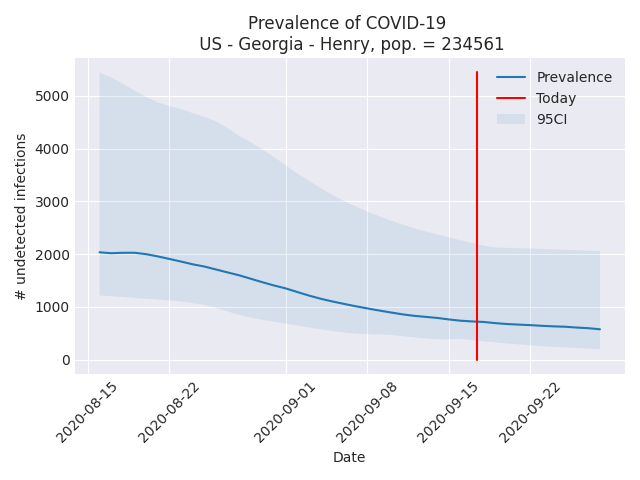 Prevalence of COVID-19
US - Georgia - Henry, pop. = 234561
Prevalence
Today
95CI
# undetected infections
5000
4000
3000
2000
1000
0
2020-08-15
2020-08-22
2020-09-01
2020-09-08
2020-09-15
2020-09-22
Date